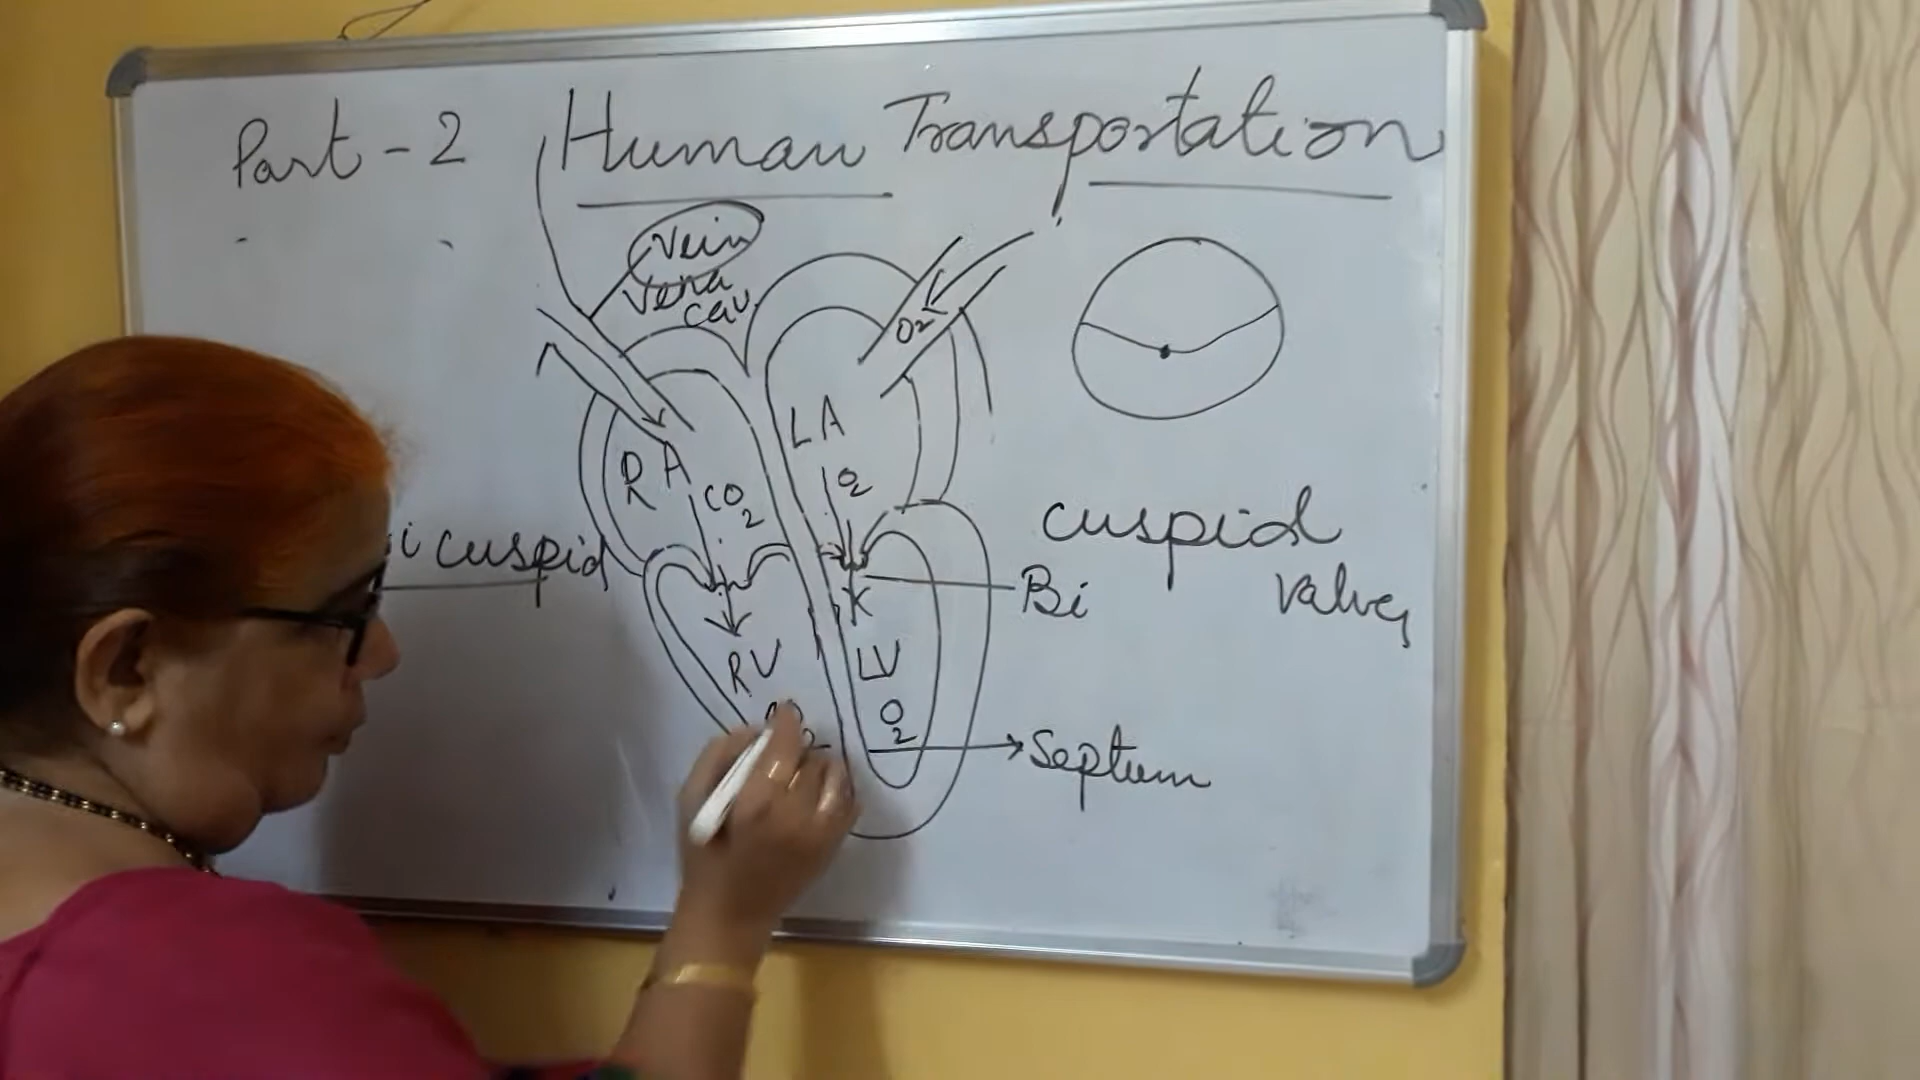 Part - 2 Human Transportation
Vein
Vena
cav
O2
LA
RA
O2
CO2
cuspid
valves
i cuspid
Bi
RV
LV
O2
Septum